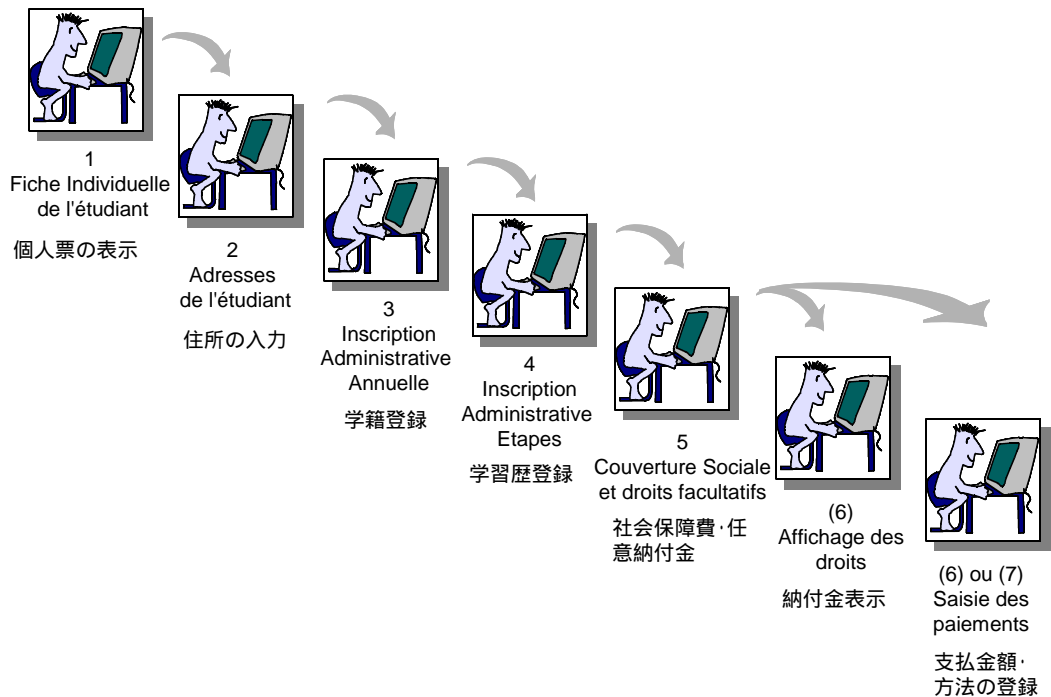 1
Fiche Individuelle
de l'étudiant
個人票の表示
2
Adresses
de l'étudiant
住所の入力
3
Inscription
Administrative
Annuelle
学籍登録
4
Inscription
Administrative
Etapes
学習歴登録
5
Couverture Sociale
et droits facultatifs
社会保障費･任
意納付金
(6)
Affichage des
droits
納付金表示
(6) ou (7)
Saisie des
paiements
支払金額･
方法の登録